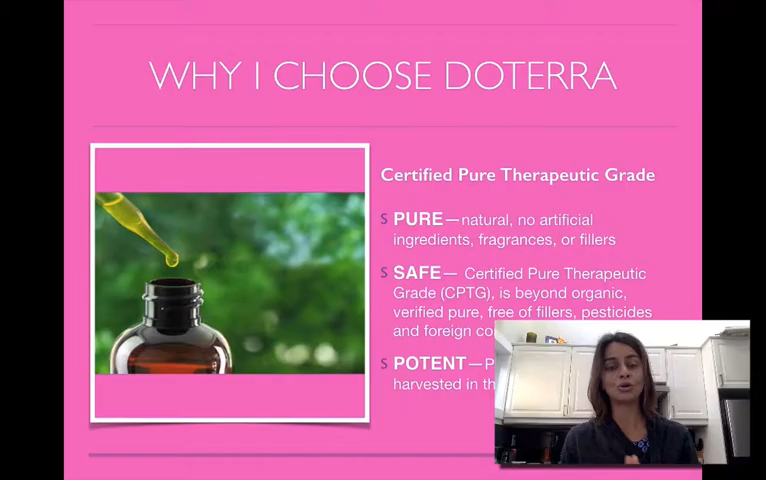 WHY I CHOOSE DOTERRA
Certified Pure Therapeutic Grade
PURE—natural, no artificial
ingredients, fragrances, or fillers
SAFE— Certified Pure Therapeutic
Grade (CPTG), is beyond organic,
verified pure, free of fillers, pesticides
and foreign
POTENT—
harvested in